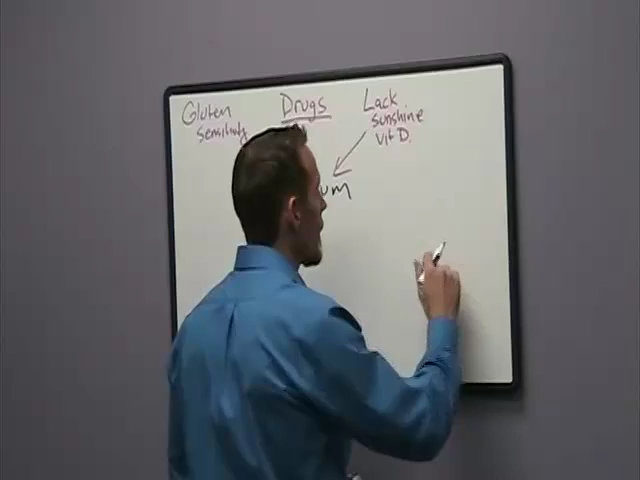 Gluten
sensitivity
Drugs
Lack
sunshine
vit D.
um